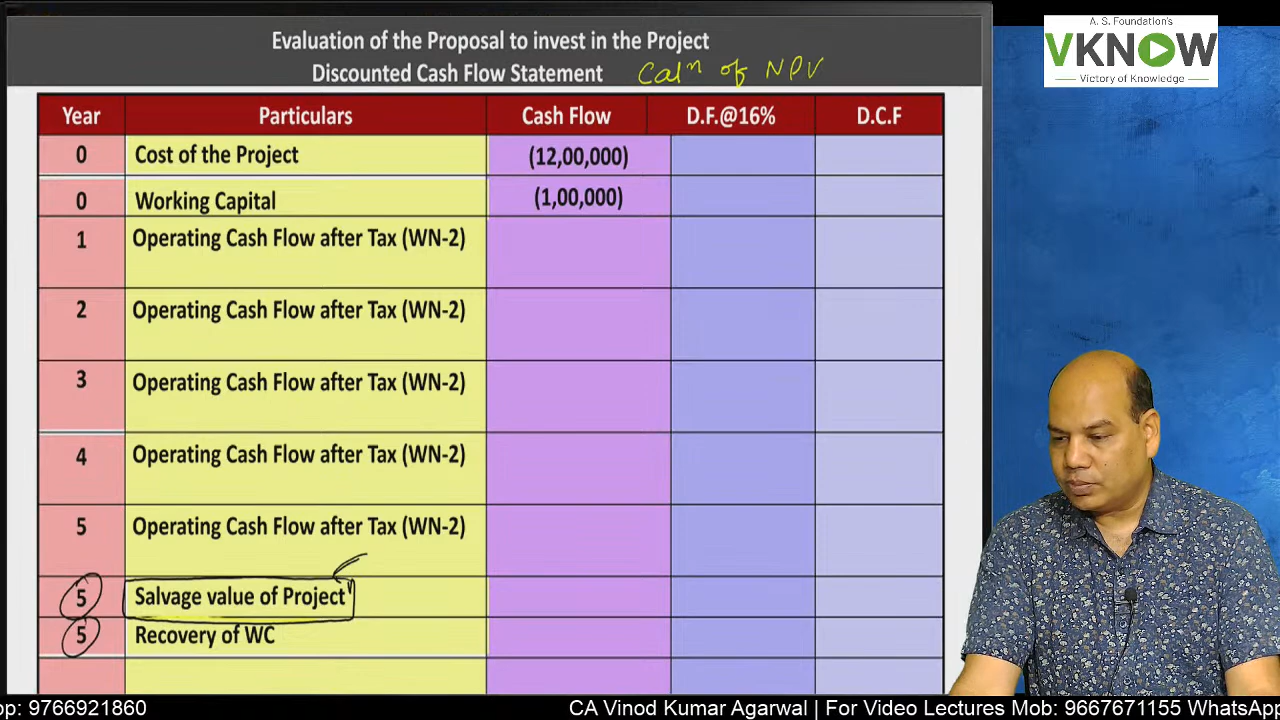 A. S. Foundation's
VKNOW
Victory of Knowledge
Evaluation of the Proposal to invest in the Project
Discounted Cash Flow Statement Calⁿ of NPV
Year Particulars Cash Flow D.F.@16% D.C.F
0 Cost of the Project (12,00,000)
0 Working Capital (1,00,000)
1 Operating Cash Flow after Tax (WN-2)
2 Operating Cash Flow after Tax (WN-2)
3 Operating Cash Flow after Tax (WN-2)
4 Operating Cash Flow after Tax (WN-2)
5 Operating Cash Flow after Tax (WN-2)
5 Salvage value of Project
5 Recovery of WC
pp: 9766921860 CA Vinod Kumar Agarwal | For Video Lectures Mob: 9667671155 WhatsApp